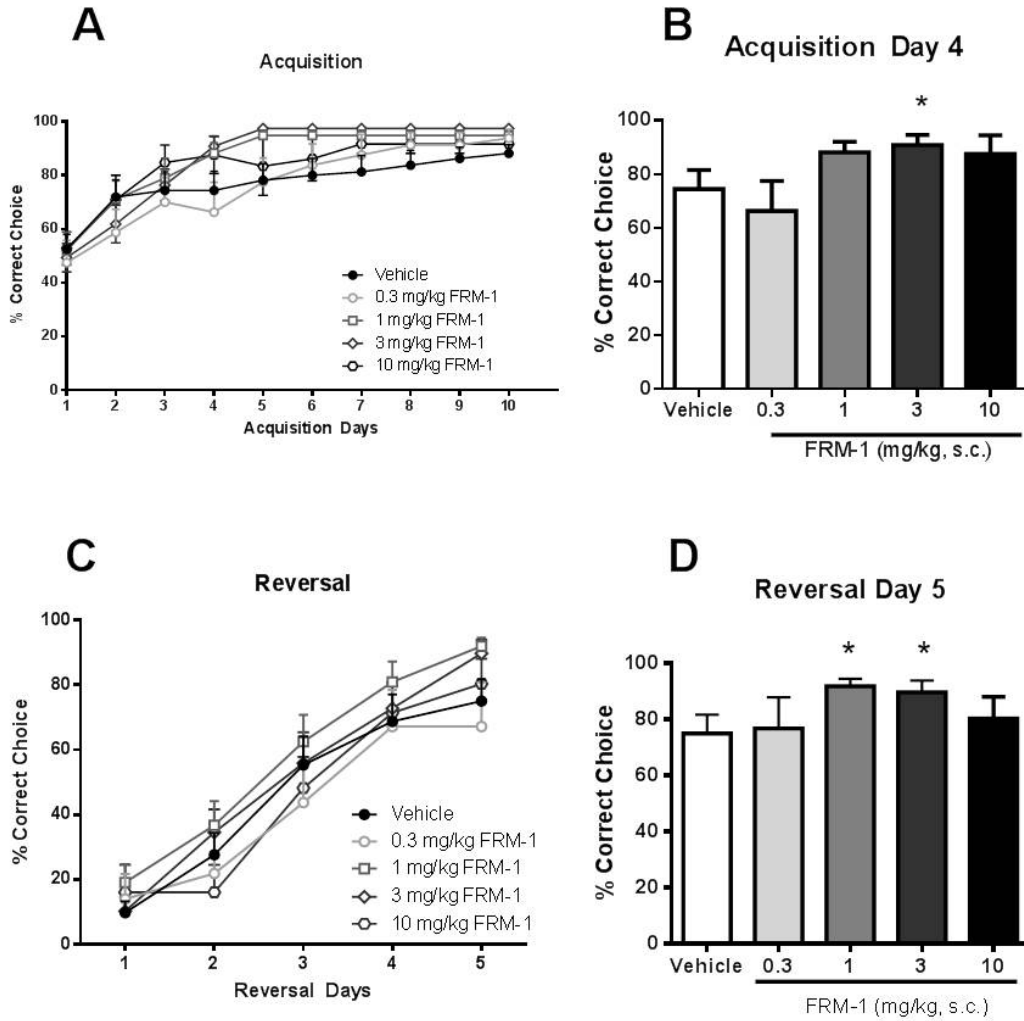 A
Acquisition
% Correct Choice
100
80
60
40
20
0
1 2 3 4 5 6 7 8 9 10
Acquisition Days
Vehicle
0.3 mg/kg FRM-1
1 mg/kg FRM-1
3 mg/kg FRM-1
10 mg/kg FRM-1
B
Acquisition Day 4
% Correct Choice
100
80
60
40
20
0
*
Vehicle 0.3 1 3 10
FRM-1 (mg/kg, s.c.)
C
Reversal
% Correct Choice
100
80
60
40
20
0
1 2 3 4 5
Reversal Days
Vehicle
0.3 mg/kg FRM-1
1 mg/kg FRM-1
3 mg/kg FRM-1
10 mg/kg FRM-1
D
Reversal Day 5
% Correct Choice
100
80
60
40
20
0
* *
Vehicle 0.3 1 3 10
FRM-1 (mg/kg, s.c.)